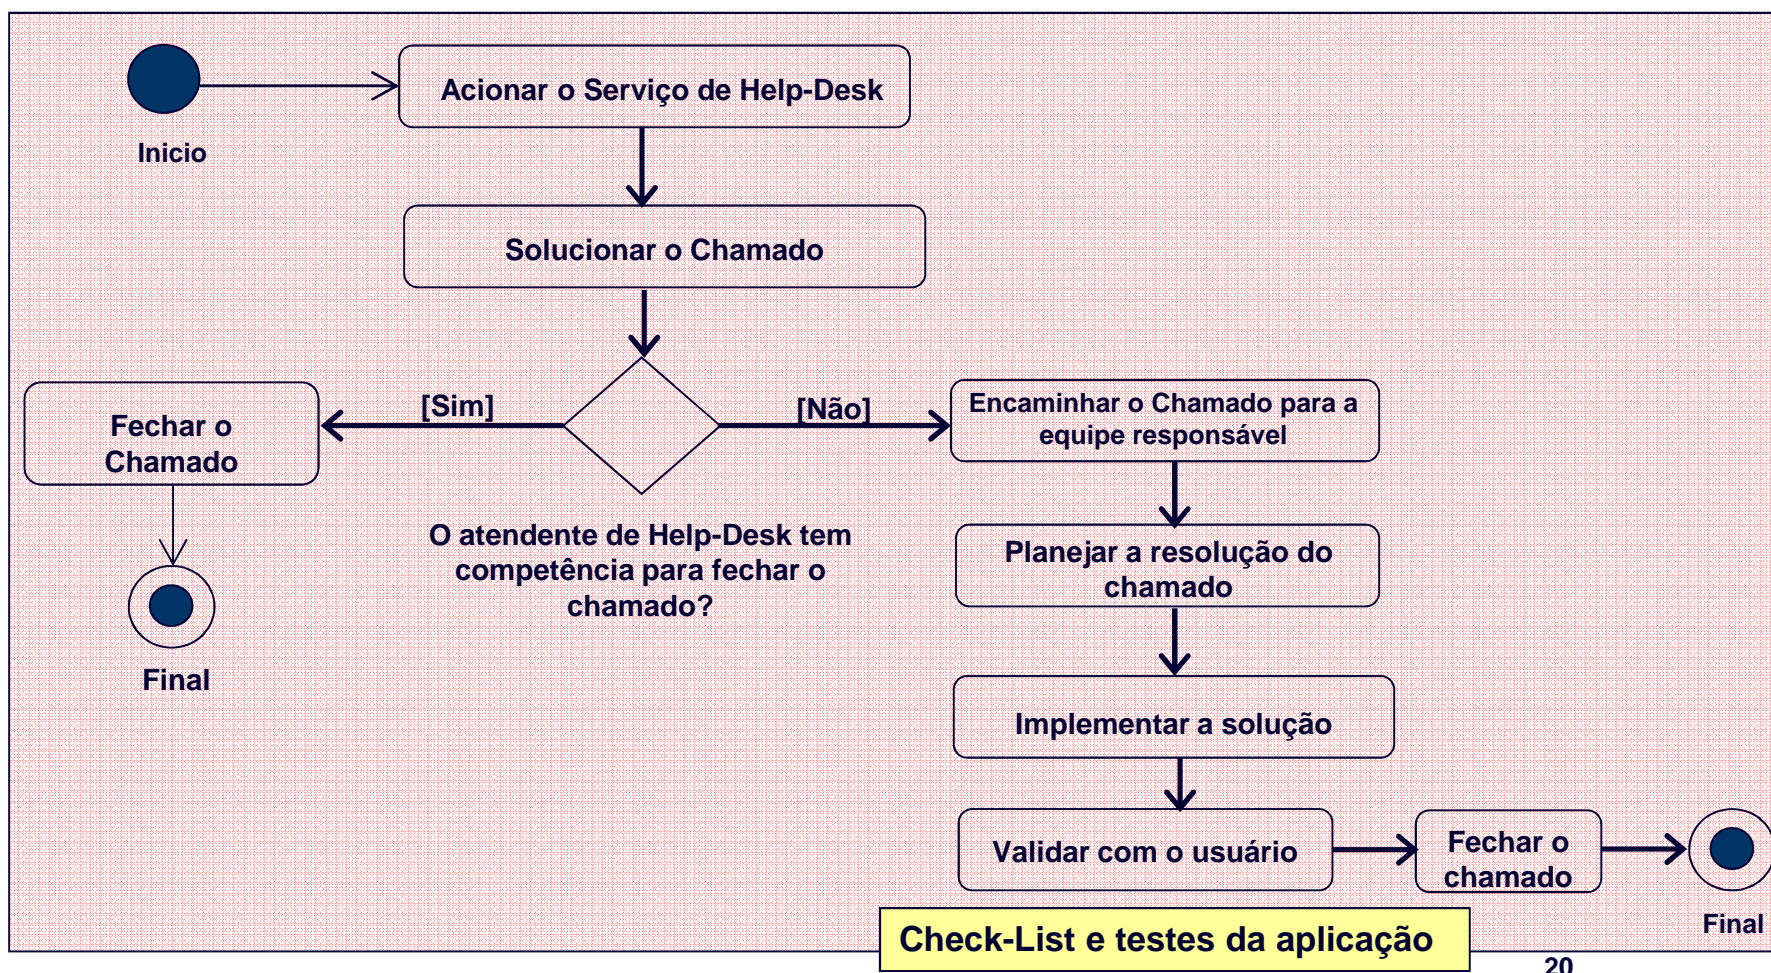 Acionar o Serviço de Help-Desk
Inicio
Solucionar o Chamado
[Sim]
[Não]
Fechar o
Chamado
Encaminhar o Chamado para a
equipe responsável
O atendente de Help-Desk tem
competência para fechar o
chamado?
Planejar a resolução do
chamado
Final
Implementar a solução
Validar com o usuário
Fechar o
chamado
Final
Check-List e testes da aplicação
20